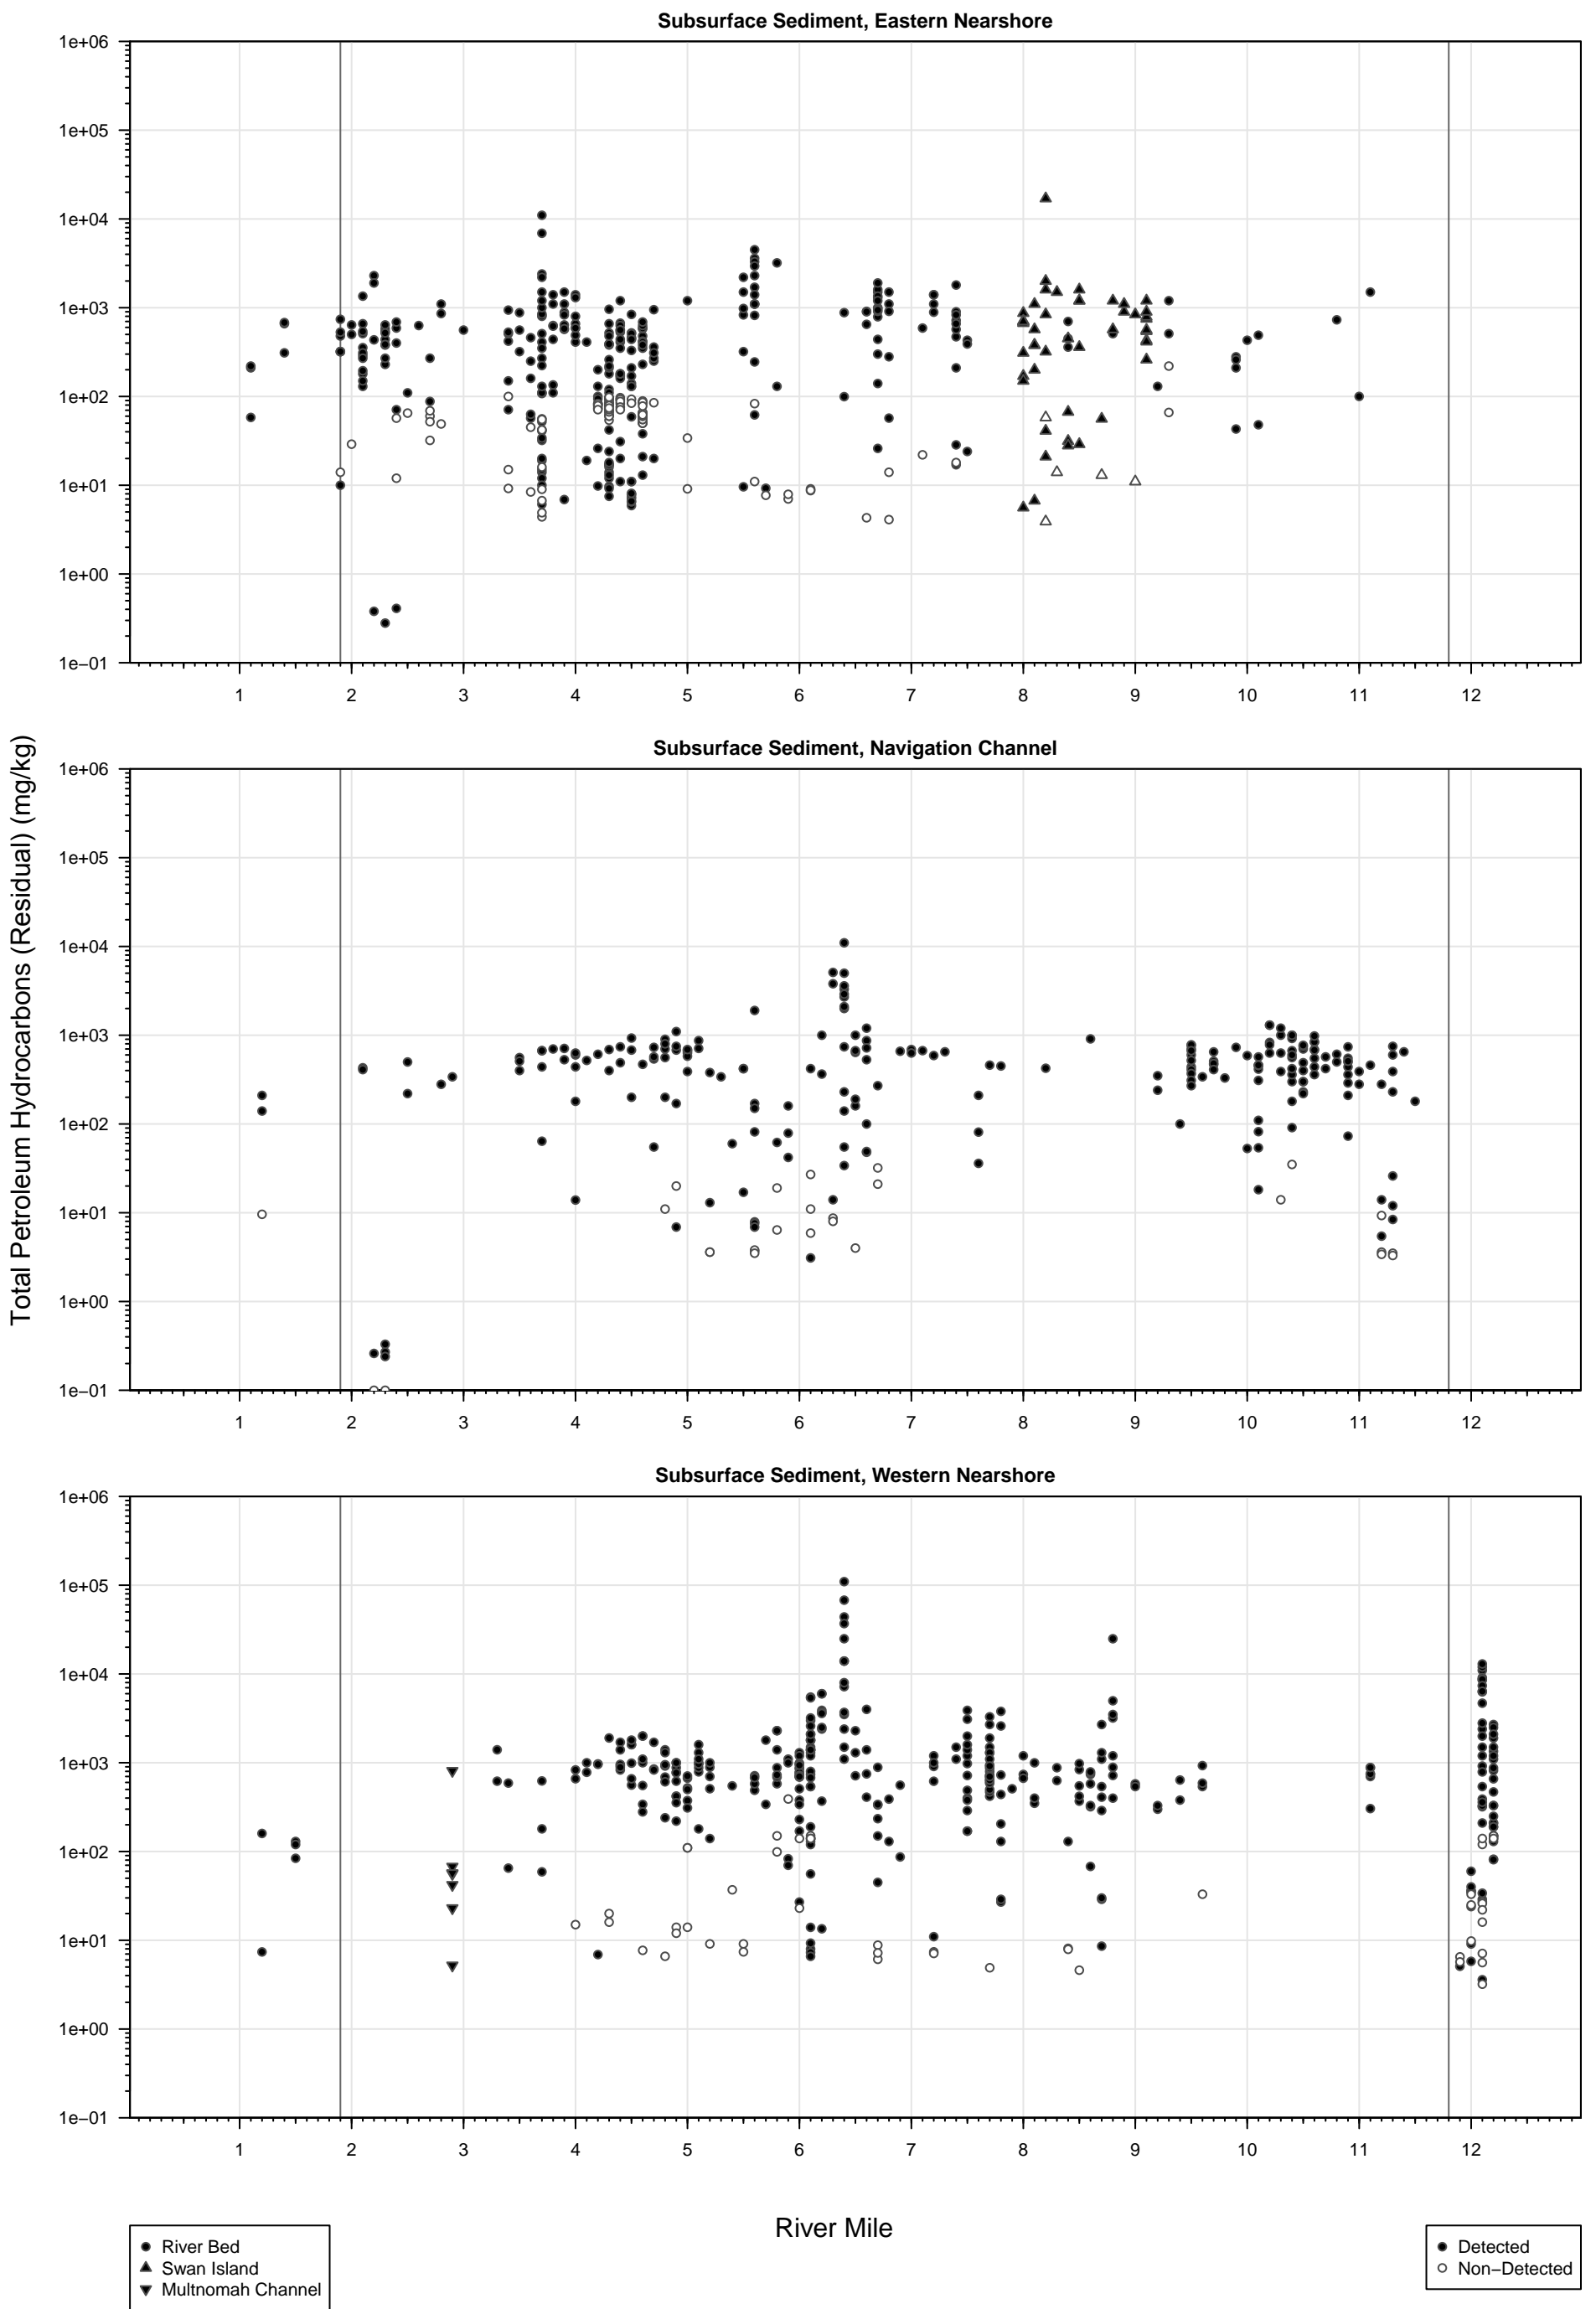 Subsurface Sediment, Eastern Nearshore
1e+06
1e+05
1e+04
1e+03
1e+02
1e+01
1e+00
1e−01
1 2 3 4 5 6 7 8 9 10 11 12
Total Petroleum Hydrocarbons (Residual) (mg/kg)
Subsurface Sediment, Navigation Channel
1e+06
1e+05
1e+04
1e+03
1e+02
1e+01
1e+00
1e−01
1 2 3 4 5 6 7 8 9 10 11 12
Subsurface Sediment, Western Nearshore
1e+06
1e+05
1e+04
1e+03
1e+02
1e+01
1e+00
1e−01
1 2 3 4 5 6 7 8 9 10 11 12
River Mile
River Bed
Swan Island
Multnomah Channel
Detected
Non−Detected